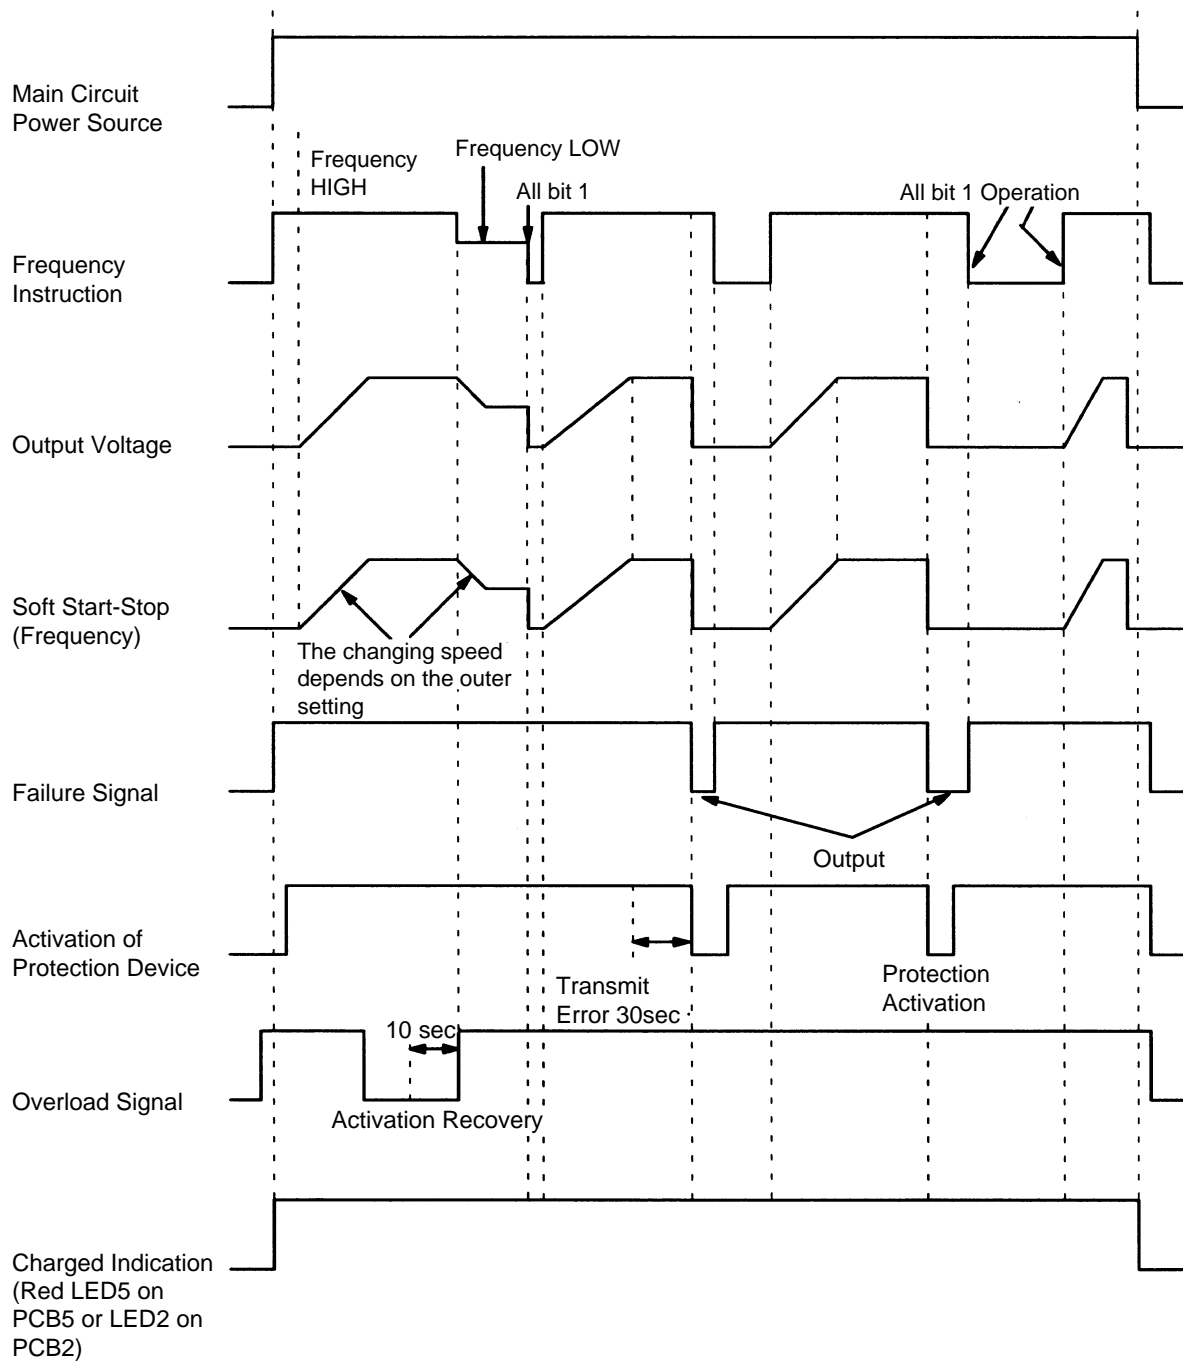 Main Circuit
Power Source
Frequency
HIGH
Frequency LOW
All bit 1
All bit 1 Operation
Frequency
Instruction
Output Voltage
Soft Start-Stop
(Frequency)
The changing speed
depends on the outer
setting
Failure Signal
Output
Activation of
Protection Device
Transmit
Error 30sec
Protection
Activation
10 sec
Overload Signal
Activation Recovery
Charged Indication
(Red LED5 on
PCB5 or LED2 on
PCB2)